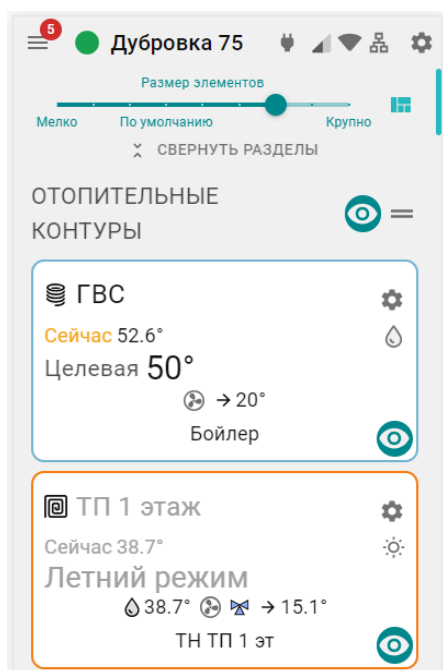 5
Дубровка 75
Размер элементов
Мелко По умолчанию Крупно
СВЕРНУТЬ РАЗДЕЛЫ
ОТОПИТЕЛЬНЫЕ
КОНТУРЫ
ГВС
Сейчас 52.6°
Целевая 50°
→ 20°
Бойлер
ТП 1 этаж
Сейчас 38.7°
Летний режим
38.7° → 15.1°
ТН ТП 1 эт